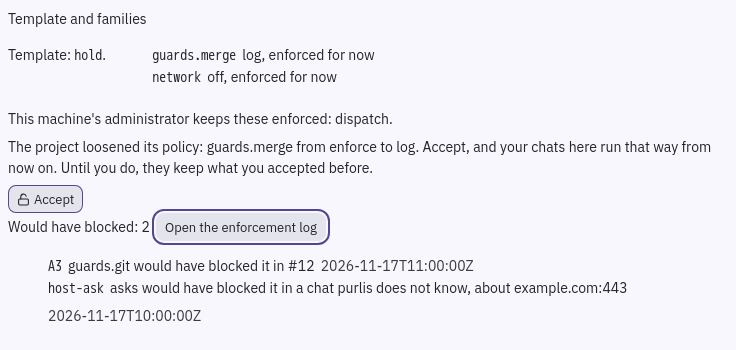 Template and families
Template: hold. guards.merge log, enforced for now
network off, enforced for now
This machine's administrator keeps these enforced: dispatch.
The project loosened its policy: guards.merge from enforce to log. Accept, and your chats here run that way from
now on. Until you do, they keep what you accepted before.
Accept
Would have blocked: 2 Open the enforcement log
A3 guards.git would have blocked it in #12 2026-11-17T11:00:00Z
host-ask asks would have blocked it in a chat purlis does not know, about example.com:443
2026-11-17T10:00:00Z